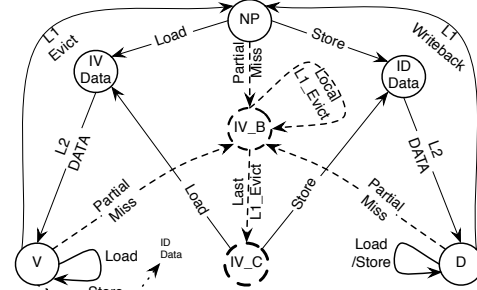 NP
L1
Evict
Load
Store
L1
Writeback
IV
Data
Partial
Miss
Local
L1_Evict
ID
Data
IV_B
L2
DATA
L2
DATA
Partial
Miss
Load
Last
L1_Evict
Store
Partial
Miss
V
Load
ID
Data
IV_C
Load
/Store
D